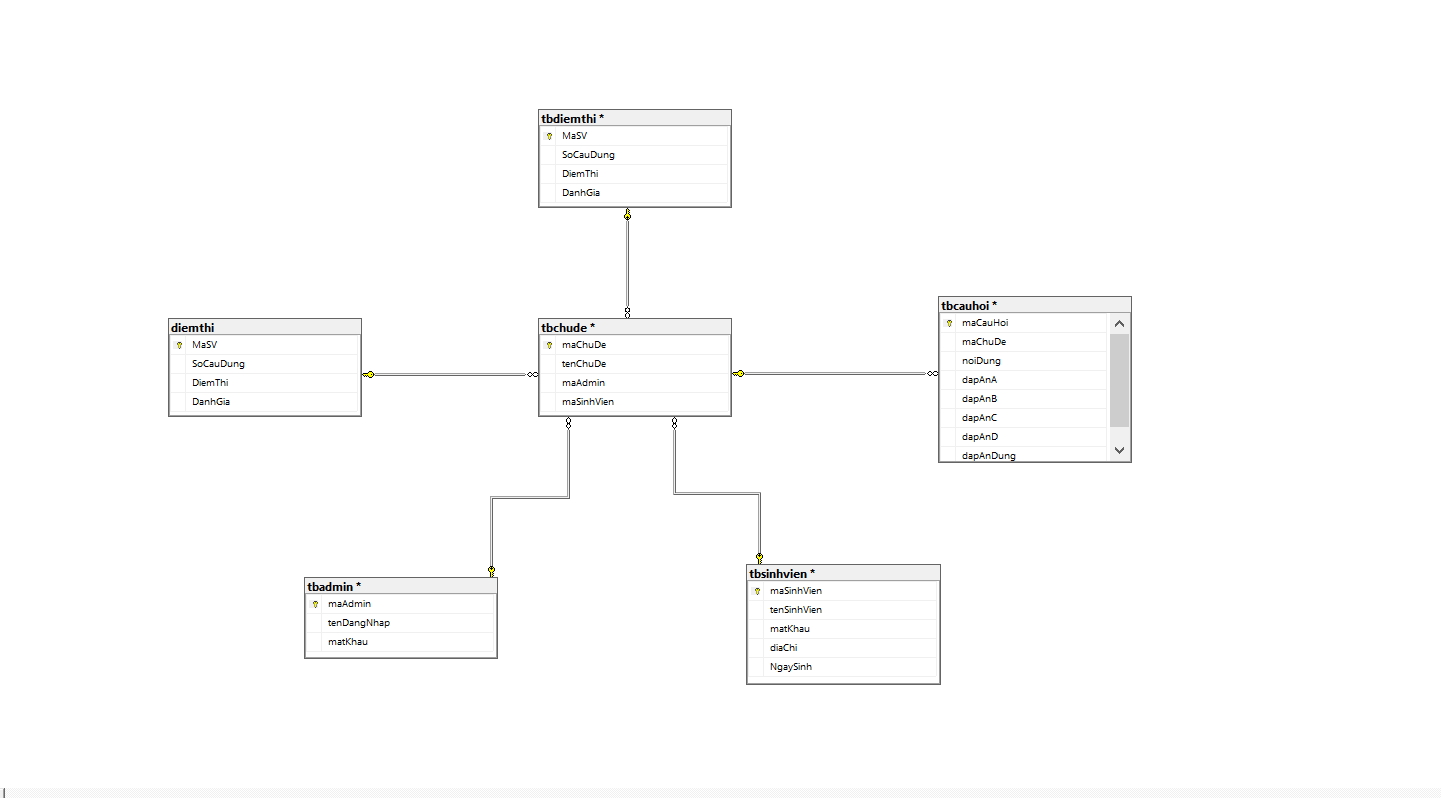 tbdiemthi *
MaSV
SoCauDung
DiemThi
DanhGia
diemthi
MaSV
SoCauDung
DiemThi
DanhGia
tbchude *
maChuDe
tenChuDe
maAdmin
maSinhVien
tbcauhoi *
maCauHoi
maChuDe
noiDung
dapAnA
dapAnB
dapAnC
dapAnD
dapAnDung
tbadmin *
maAdmin
tenDangNhap
matKhau
tbsinhvien *
maSinhVien
tenSinhVien
matKhau
diaChi
NgaySinh